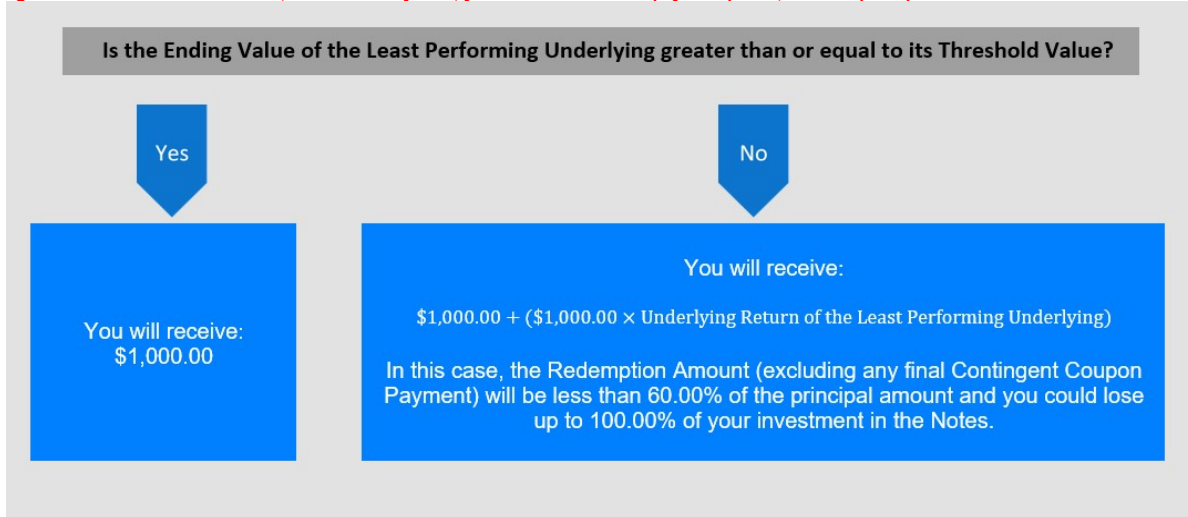 Is the Ending Value of the Least Performing Underlying greater than or equal to its Threshold Value?
Yes
No
You will receive:
$1,000.00
You will receive:
$1,000.00 + ($1,000.00 × Underlying Return of the Least Performing Underlying)
In this case, the Redemption Amount (excluding any final Contingent Coupon
Payment) will be less than 60.00% of the principal amount and you could lose
up to 100.00% of your investment in the Notes.